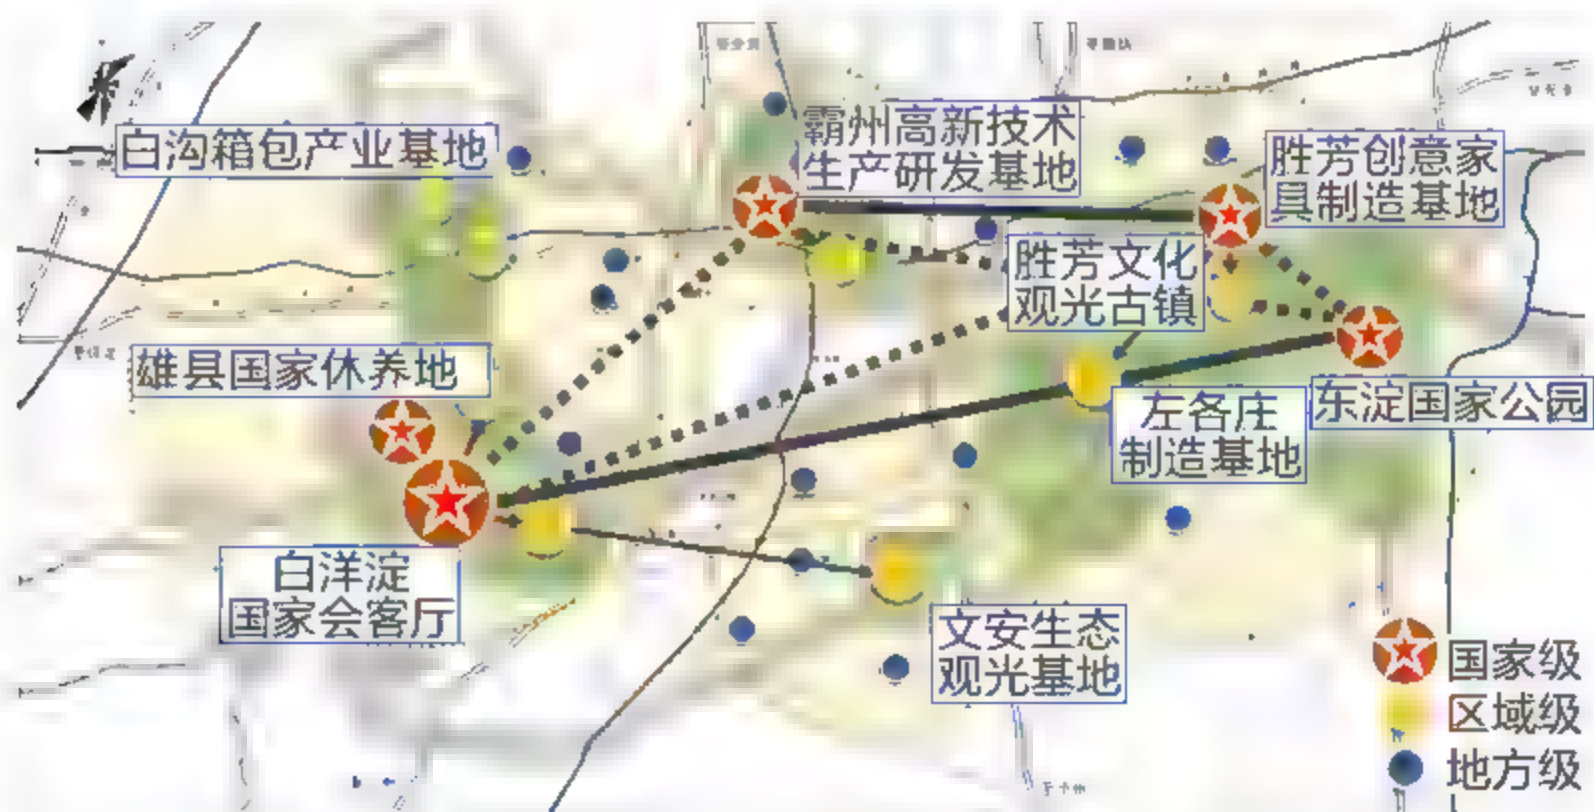 白沟箱包产业基地
霸州高新技术
生产研发基地
胜芳创意家
具制造基地
胜芳文化
观光古镇
雄县国家休养地
左各庄
制造基地
东淀国家公园
白洋淀
国家会客厅
文安生态
观光基地
国家级
区域级
地方级